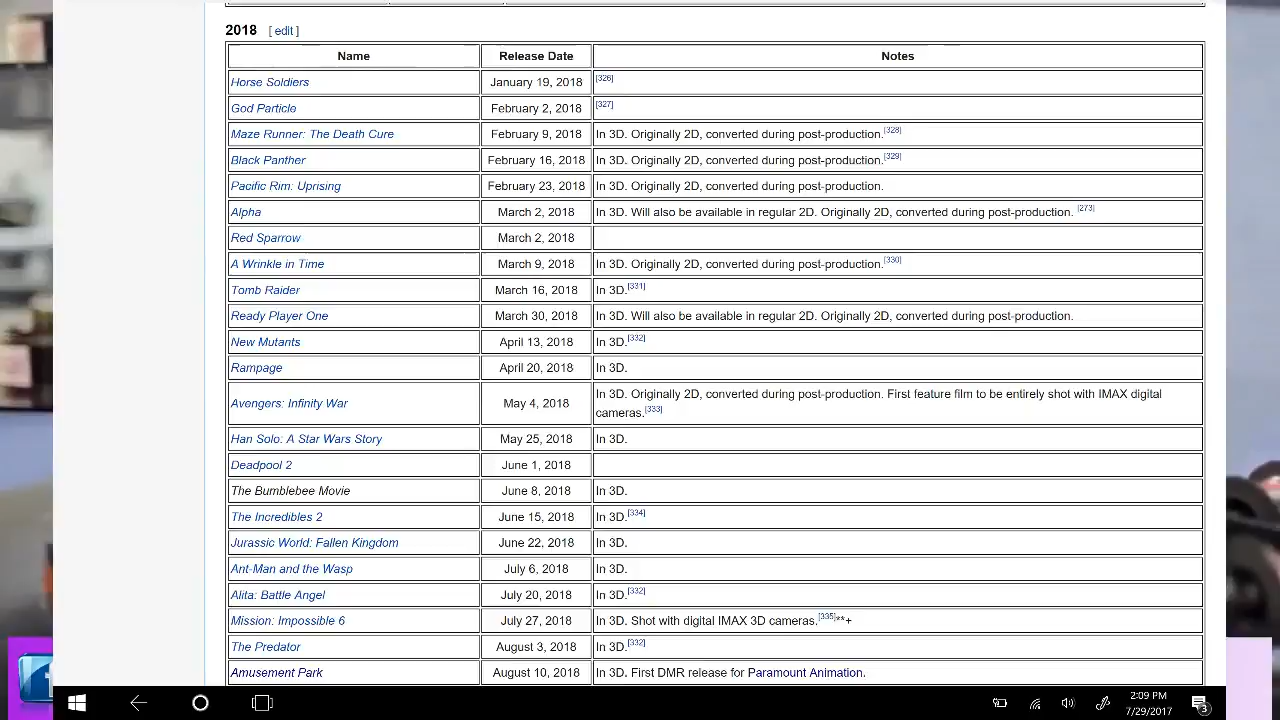 2018 [ edit ]
Name Release Date Notes
Horse Soldiers January 19, 2018 [326]
God Particle February 2, 2018 [327]
Maze Runner: The Death Cure February 9, 2018 In 3D. Originally 2D, converted during post-production.[328]
Black Panther February 16, 2018 In 3D. Originally 2D, converted during post-production.[329]
Pacific Rim: Uprising February 23, 2018 In 3D. Originally 2D, converted during post-production.
Alpha March 2, 2018 In 3D. Will also be available in regular 2D. Originally 2D, converted during post-production. [273]
Red Sparrow March 2, 2018
A Wrinkle in Time March 9, 2018 In 3D. Originally 2D, converted during post-production.[330]
Tomb Raider March 16, 2018 In 3D.[331]
Ready Player One March 30, 2018 In 3D. Will also be available in regular 2D. Originally 2D, converted during post-production.
New Mutants April 13, 2018 In 3D.[332]
Rampage April 20, 2018 In 3D.
Avengers: Infinity War May 4, 2018 In 3D. Originally 2D, converted during post-production. First feature film to be entirely shot with IMAX digital
cameras.[333]
Han Solo: A Star Wars Story May 25, 2018 In 3D.
Deadpool 2 June 1, 2018
The Bumblebee Movie June 8, 2018 In 3D.
The Incredibles 2 June 15, 2018 In 3D.[334]
Jurassic World: Fallen Kingdom June 22, 2018 In 3D.
Ant-Man and the Wasp July 6, 2018 In 3D.
Alita: Battle Angel July 20, 2018 In 3D.[332]
Mission: Impossible 6 July 27, 2018 In 3D. Shot with digital IMAX 3D cameras.[335]**+
The Predator August 3, 2018 In 3D.[332]
Amusement Park August 10, 2018 In 3D. First DMR release for Paramount Animation.
2:09 PM
7/29/2017
3